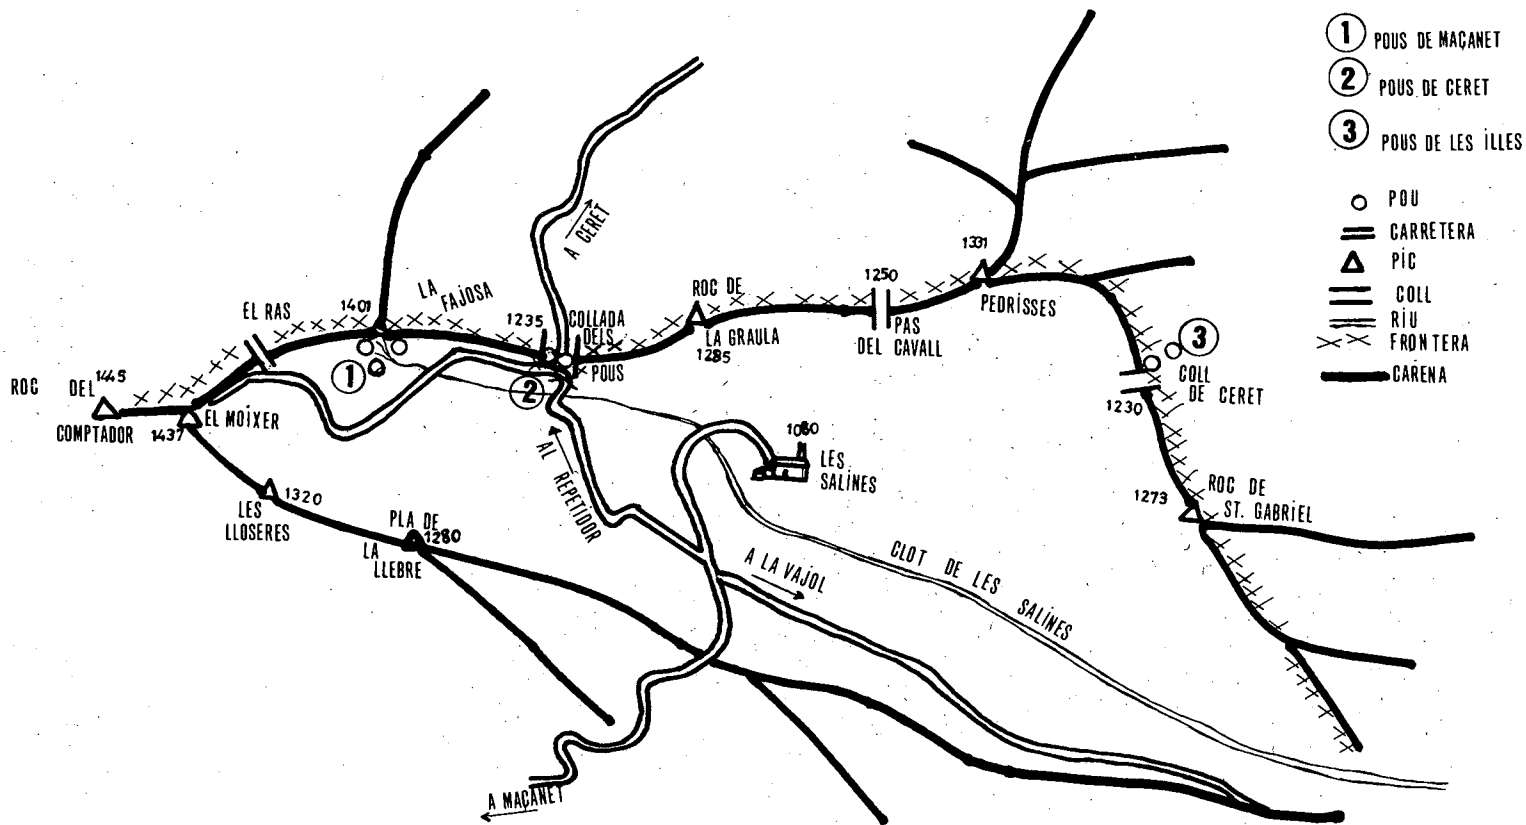 1 POUS DE MAÇANET
2 POUS DE CERET
3 POUS DE LES ILLES
POU
CARRETERA
PIC
COLL
RIU
FRONTERA
CARENA
A CERET
1331
PEDRISSES
1250
PAS
DEL CAVALL
ROC DE
LA GRAULA
1285
LA
FAJOSA
1401
EL RAS
1235
COLLADA
DELS
POUS
1
2
3
COLL
DE CERET
1230
ROC DEL 1445
COMPTADOR
EL MOIXER
1437
1320
LES
LLOSERES
PLA DE
1280
LA
LLEBRE
AL REPETIDOR
1060
LES
SALINES
1273
ROC DE
ST. GABRIEL
A LA VAJOL
CLOT DE LES SALINES
A MAÇANET